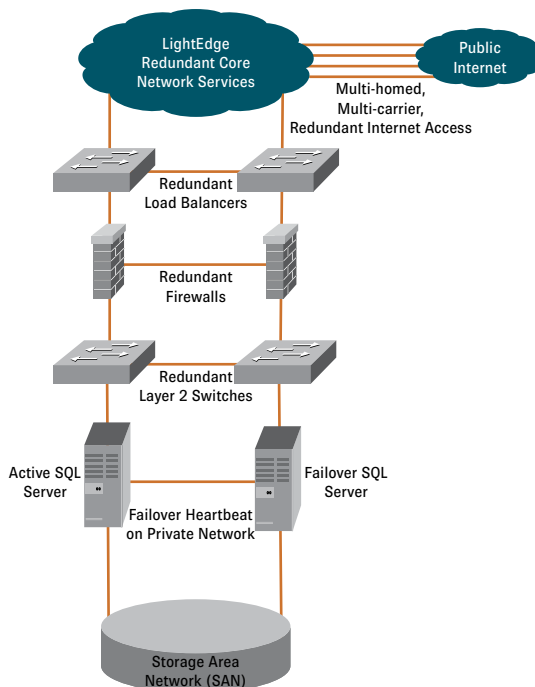 LightEdge
Redundant Core
Network Services
Public
Internet
Multi-homed,
Multi-carrier,
Redundant Internet Access
Redundant
Load Balancers
Redundant
Firewalls
Redundant
Layer 2 Switches
Active SQL
Server
Failover SQL
Server
Failover Heartbeat
on Private Network
Storage Area
Network (SAN)